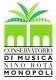 CONSERVATORIO
DI MUSICA
NINO ROTA
MONOPOLI